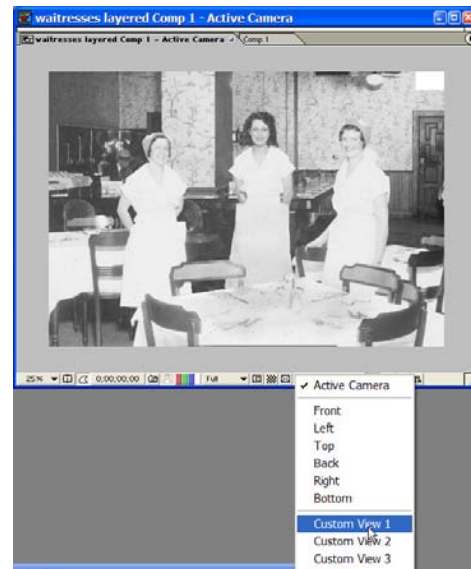 waitresses layered Comp 1 - Active Camera
waitresses layered Comp 1 - Active Camera
Comp 1
25%
0;00;00;00
Full
Active Camera
Front
Left
Top
Back
Right
Bottom
Custom View 1
Custom View 2
Custom View 3